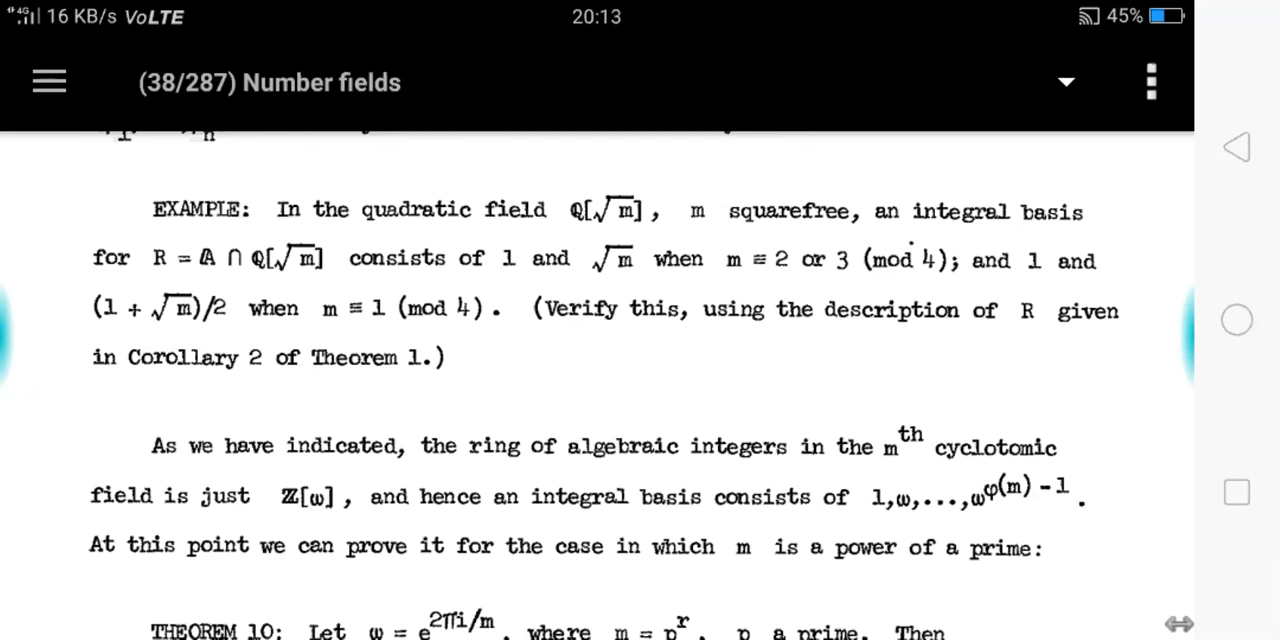 4G 16 KB/s VoLTE 20:13 45%
(38/287) Number fields
EXAMPLE: In the quadratic field ℚ[√m], m squarefree, an integral basis
for R = 𝔸 ∩ ℚ[√m] consists of 1 and √m when m ≡ 2 or 3 (mod 4); and 1 and
(1 + √m)/2 when m ≡ 1 (mod 4). (Verify this, using the description of R given
in Corollary 2 of Theorem 1.)
As we have indicated, the ring of algebraic integers in the m^th cyclotomic
field is just ℤ[ω], and hence an integral basis consists of 1,ω,...,ω^φ(m)-1.
At this point we can prove it for the case in which m is a power of a prime:
THEOREM 10: Let ω = e^2πi/m, where m = p^r, p a prime. Then